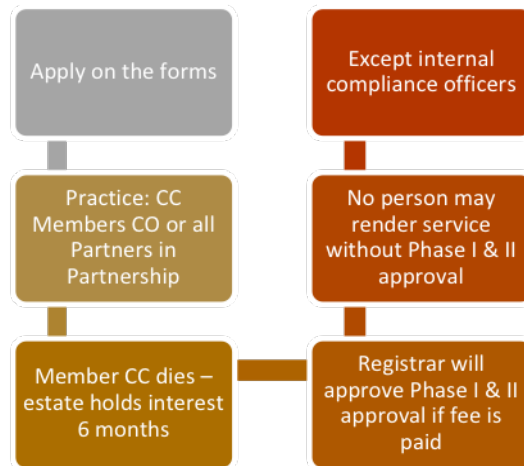 Apply on the forms
Practice: CC
Members CO or all
Partners in
Partnership
Member CC dies –
estate holds interest
6 months
Registrar will
approve Phase I & II
approval if fee is
paid
No person may
render service
without Phase I & II
approval
Except internal
compliance officers